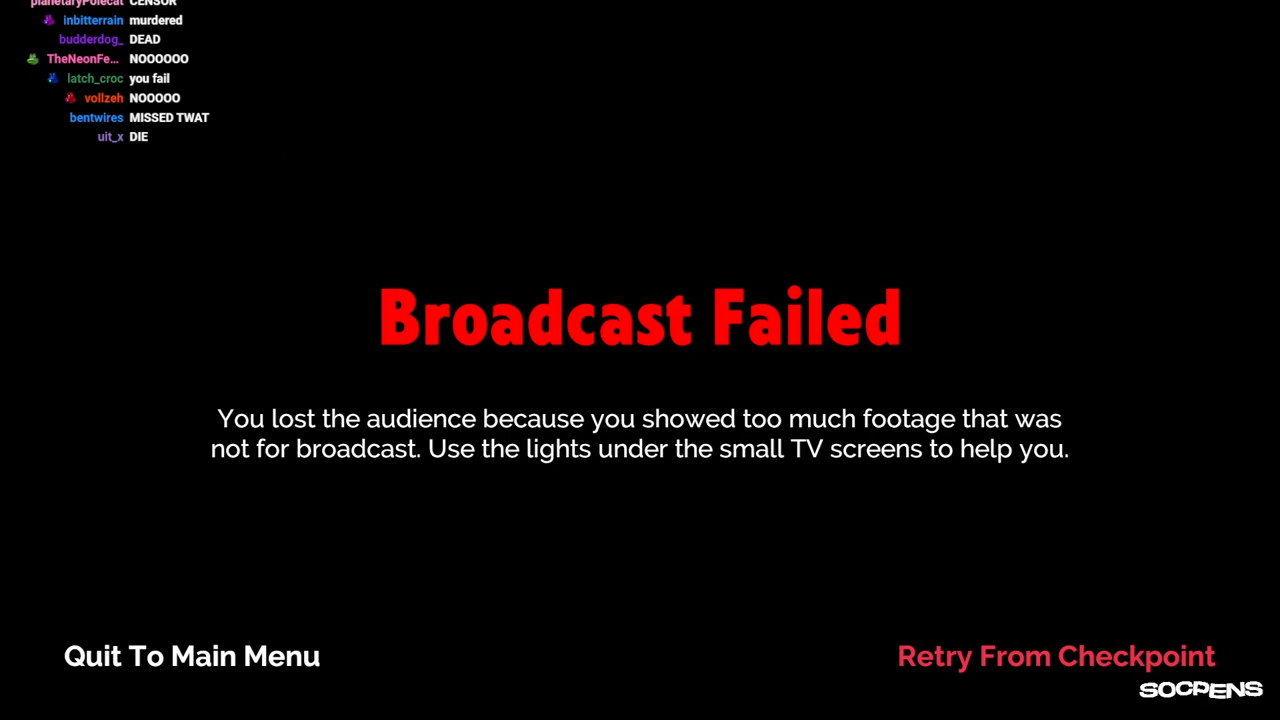 planetaryPolecat CENSOR
inbitterrain murdered
budderdog_ DEAD
TheNeonFe... NOOOOOO
latch_croc you fail
vollzeh NOOOOO
bentwires MISSED TWAT
uit_x DIE
Broadcast Failed
You lost the audience because you showed too much footage that was
not for broadcast. Use the lights under the small TV screens to help you.
Quit To Main Menu
Retry From Checkpoint
SOCPENS